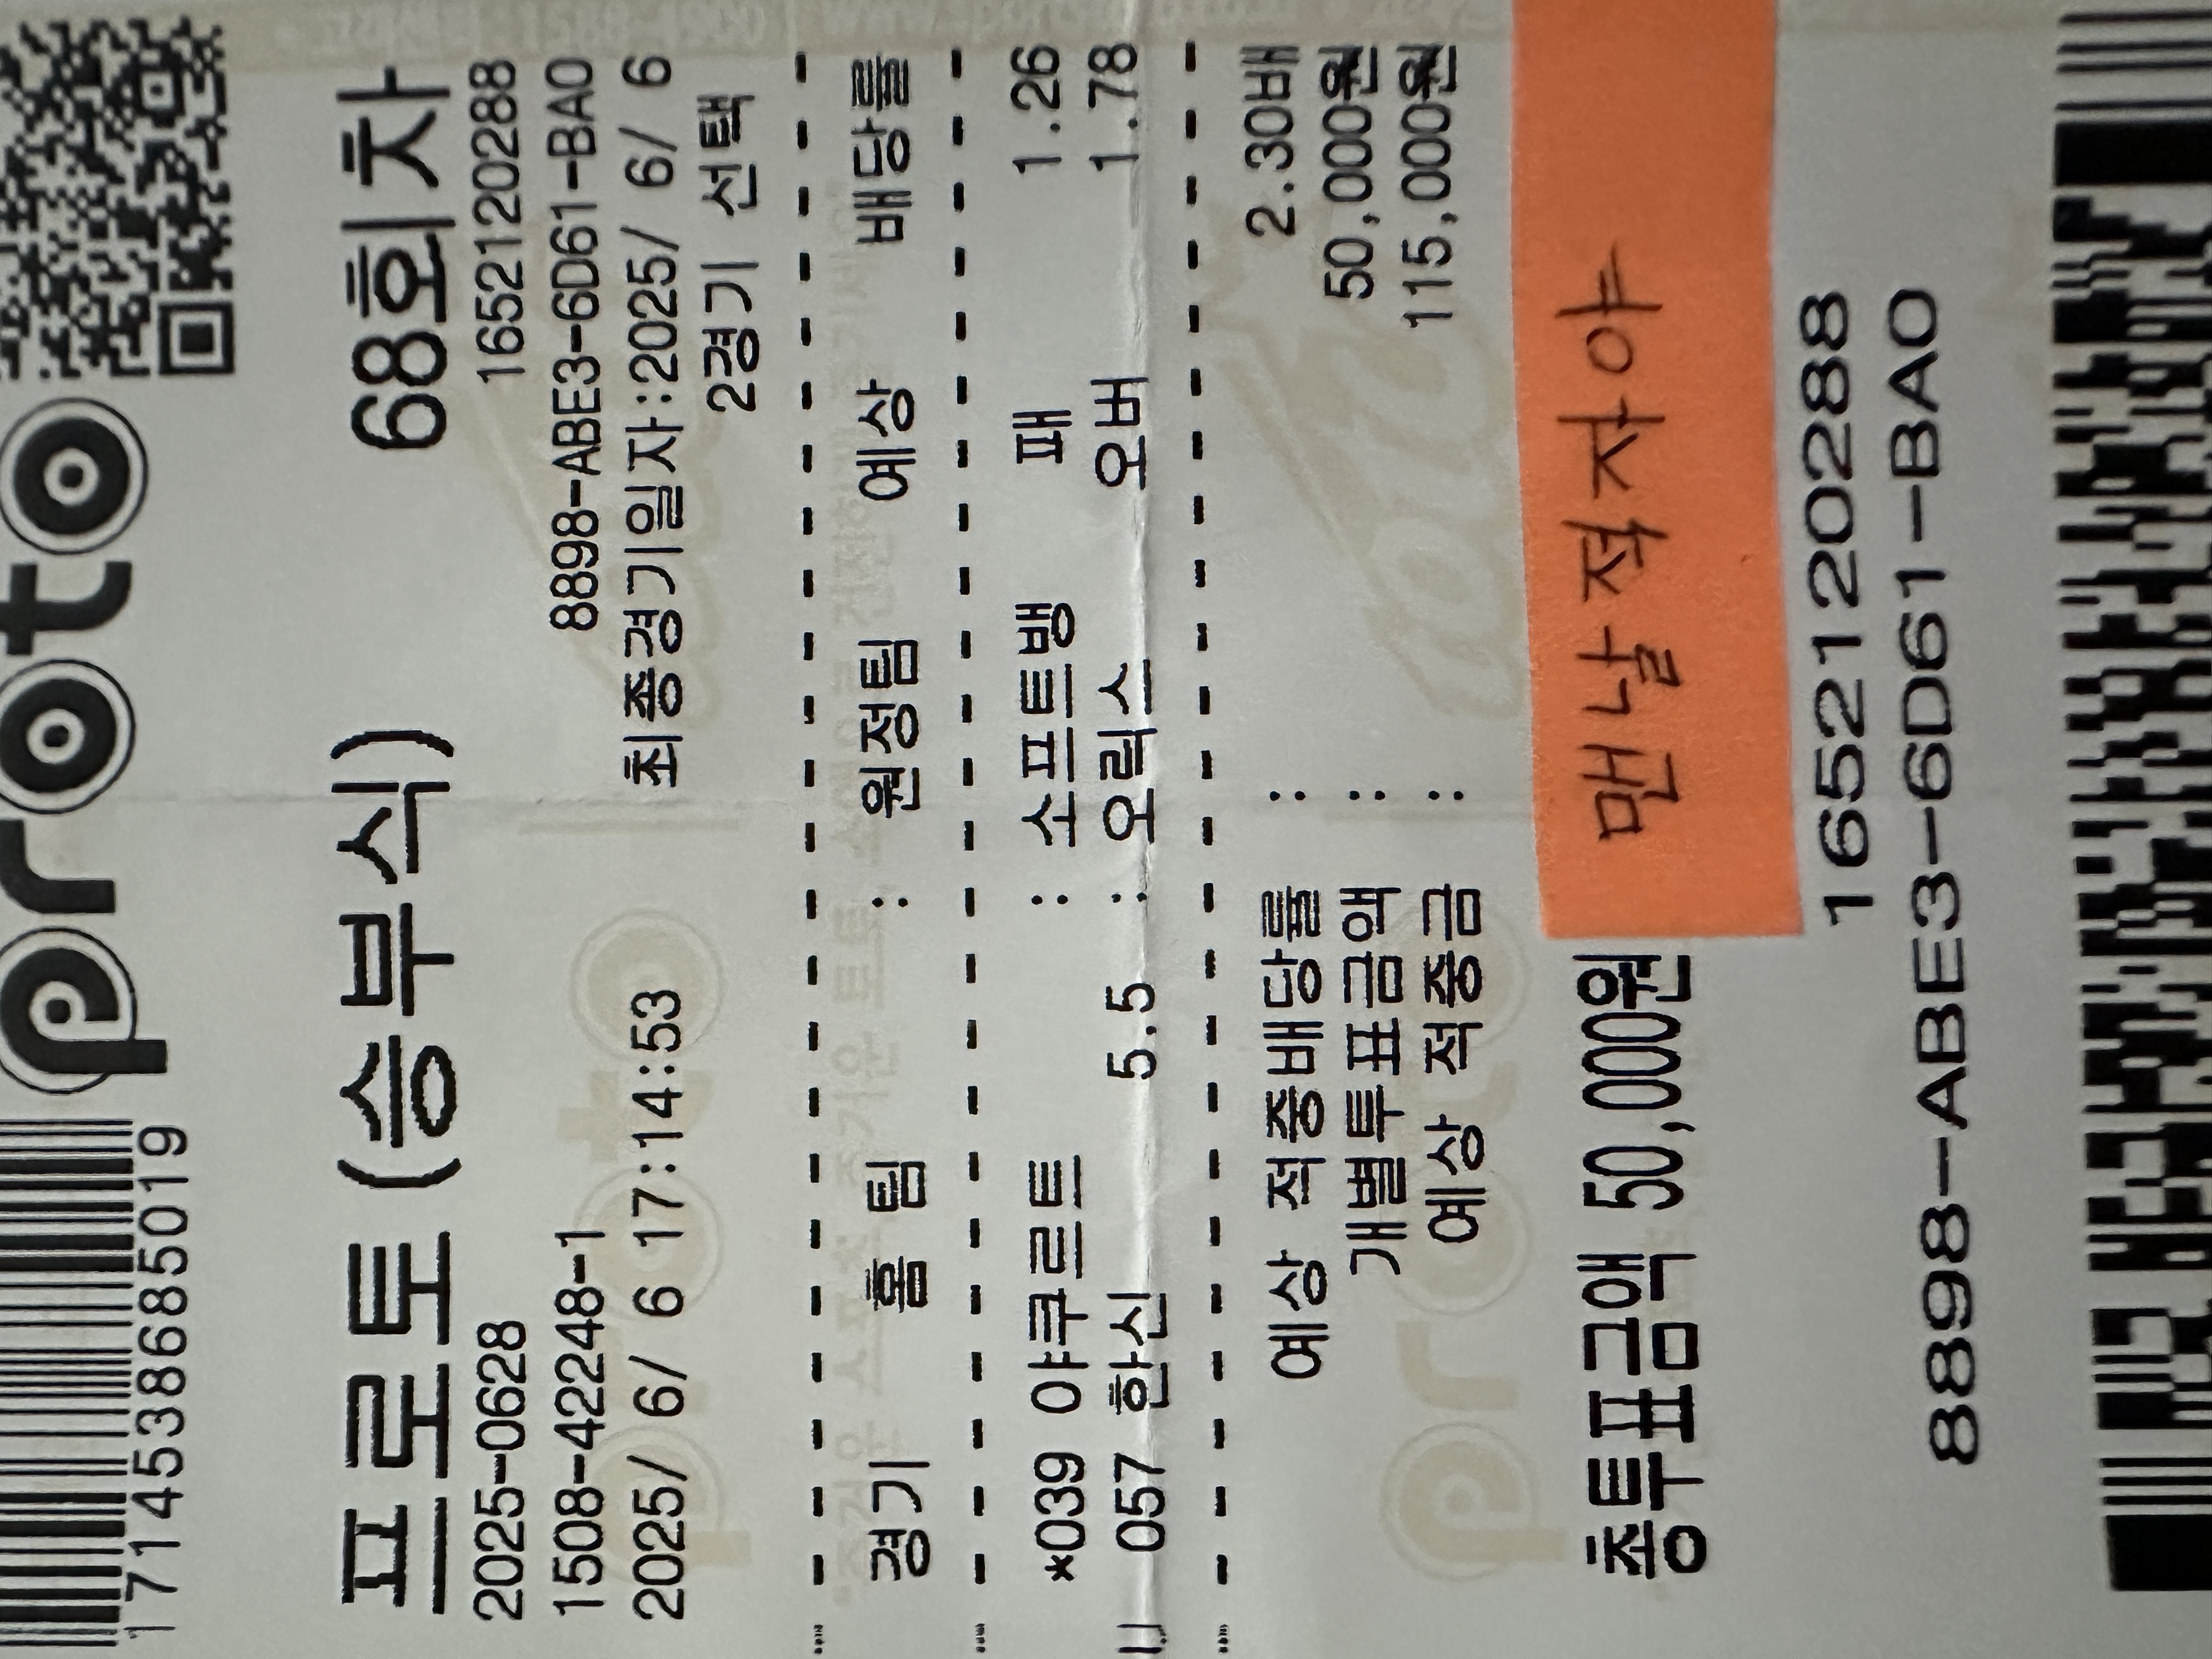 1714538685019 proto
프로토 (승부식) 68회차
2025-0628 1652120288
1508-42248-1 8898-ABE3-6D61-BA0
2025/ 6/ 6 17:14:53 최종경기일자:2025/ 6/ 6
2경기 선택
경기 홈 팀 : 원정팀 예상 배당률
*039 야쿠르트 : 소프트뱅 패 1.26
U 057 한신 5.5 : 오릭스 오버 1.78
예상 적중배당률 : 2.30배
개별투표금액 : 50,000원
예상 적중금 : 115,000원
총투표금액 50,000원
맨날 적자야
1652120288
8898-ABE3-6D61-BA0